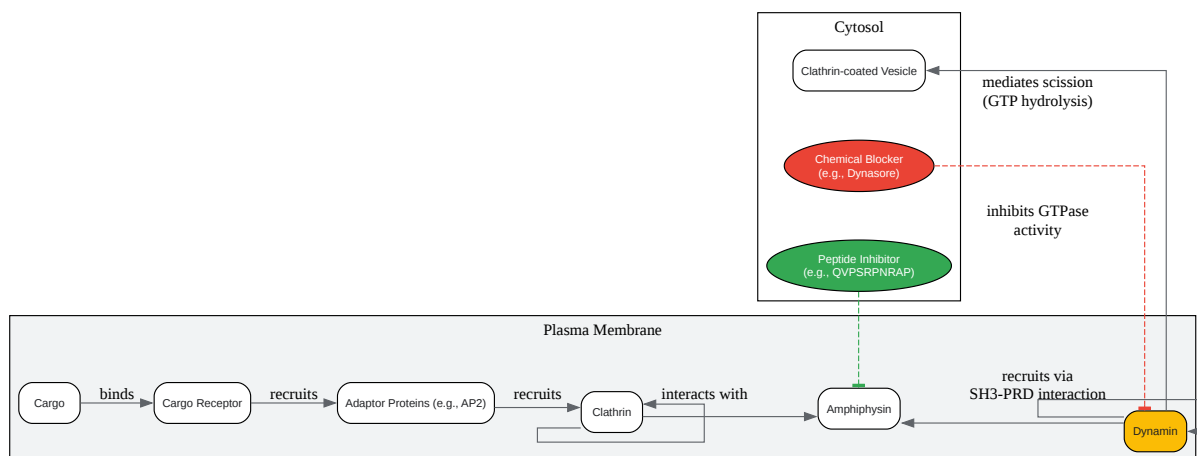 Cytosol
Clathrin-coated Vesicle
mediates scission
(GTP hydrolysis)
Chemical Blocker
(e.g., Dynasore)
inhibits GTPase
activity
Peptide Inhibitor
(e.g., QVPSRPNRAP)
Plasma Membrane
Cargo
binds
Cargo Receptor
recruits
Adaptor Proteins (e.g., AP2)
recruits
Clathrin
interacts with
Amphiphysin
recruits via
SH3-PRD interaction
Dynamin